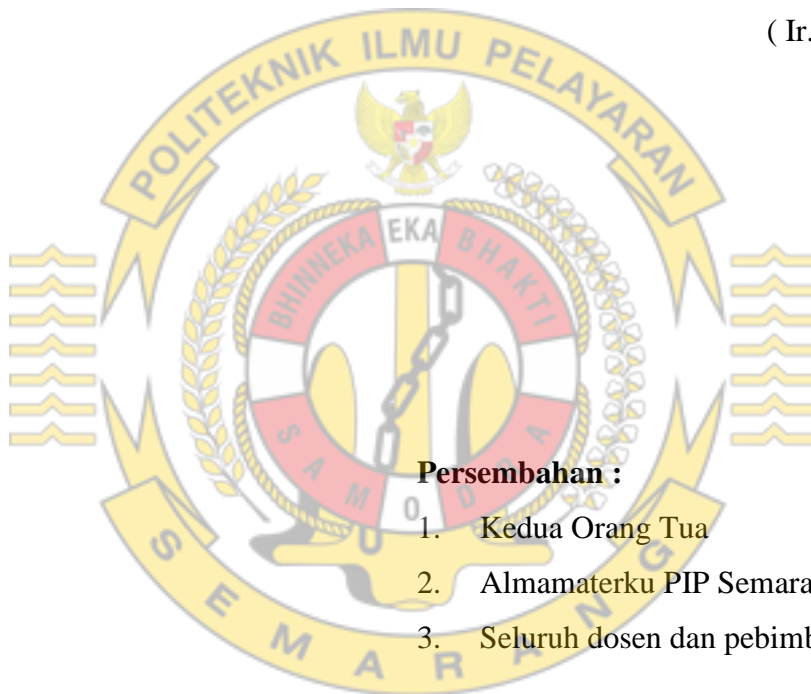 ( Ir.
POLITEKNIK ILMU PELAYARAN
BHINNEKA EKA BHAKTI
SAMODRA
Persembahan :
1. Kedua Orang Tua
2. Almamaterku PIP Semara
3. Seluruh dosen dan pebimb
SEMARANG